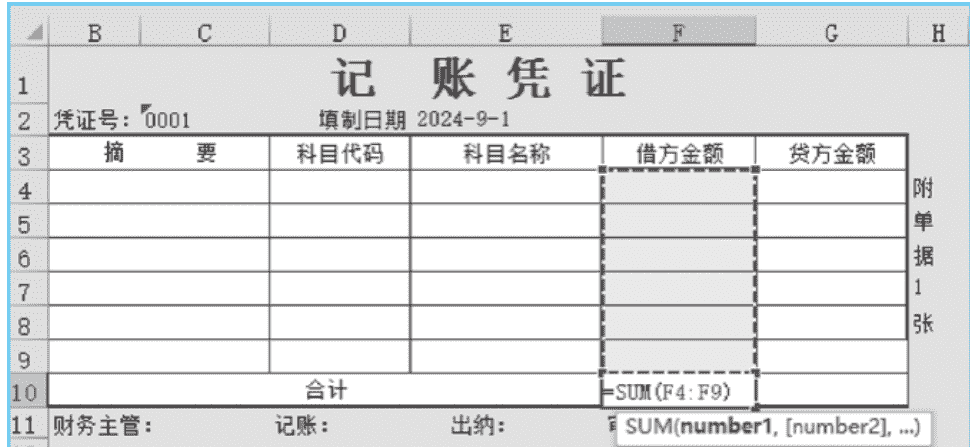 B C D E F G H
1 记 账 凭 证
2 凭证号: 0001 填制日期 2024-9-1
3 摘 要 科目代码 科目名称 借方金额 贷方金额
4 附
5 单
6 据
7 1
8 张
9
10 合计 =SUM(F4:F9)
11 财务主管: 记账: 出纳:
SUM(number1, [number2], ...)